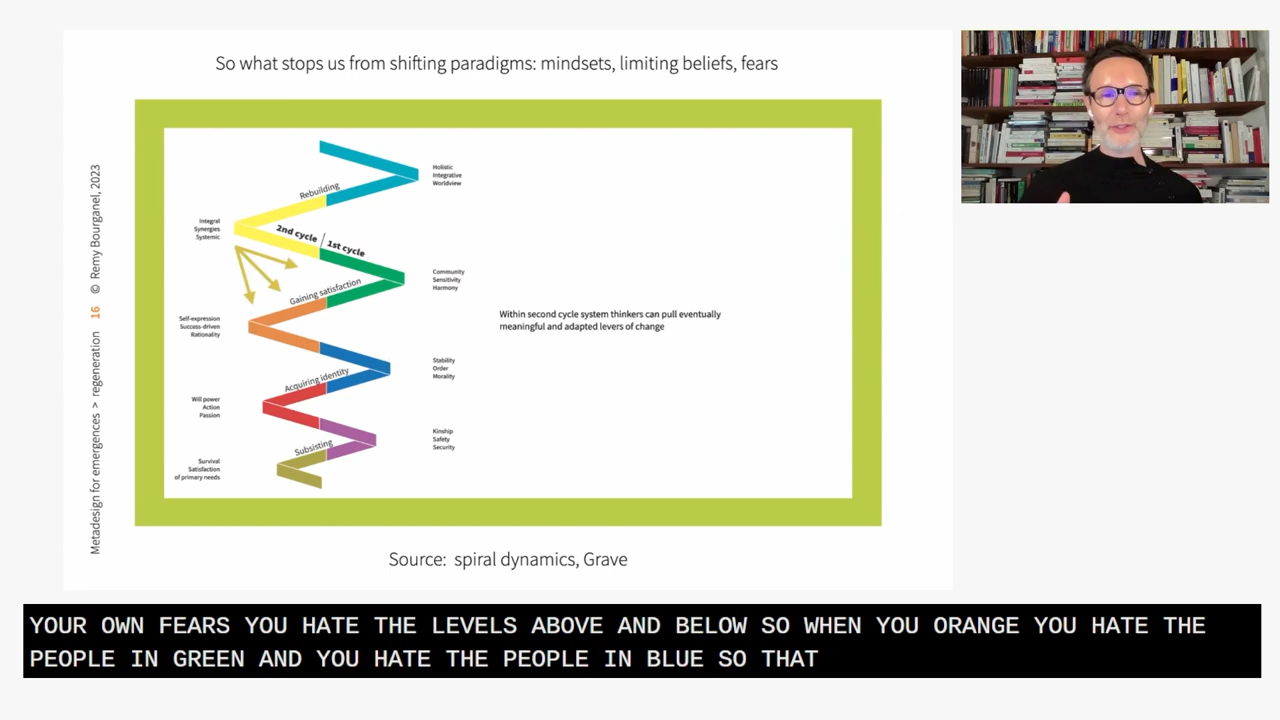 So what stops us from shifting paradigms: mindsets, limiting beliefs, fears
Metadesign for emergences > regeneration 16 © Remy Bourganel, 2023
Holistic
Integrative
Worldview
Rebuilding
Integral
Synergies
Systemic
2nd cycle / 1st cycle
Community
Sensitivity
Harmony
Gaining satisfaction
Self-expression
Success-driven
Rationality
Within second cycle system thinkers can pull eventually
meaningful and adapted levers of change
Stability
Order
Morality
Acquiring identity
Will power
Action
Passion
Kinship
Safety
Security
Subsisting
Survival
Satisfaction
of primary needs
Source: spiral dynamics, Grave
YOUR OWN FEARS YOU HATE THE LEVELS ABOVE AND BELOW SO WHEN YOU ORANGE YOU HATE THE
PEOPLE IN GREEN AND YOU HATE THE PEOPLE IN BLUE SO THAT